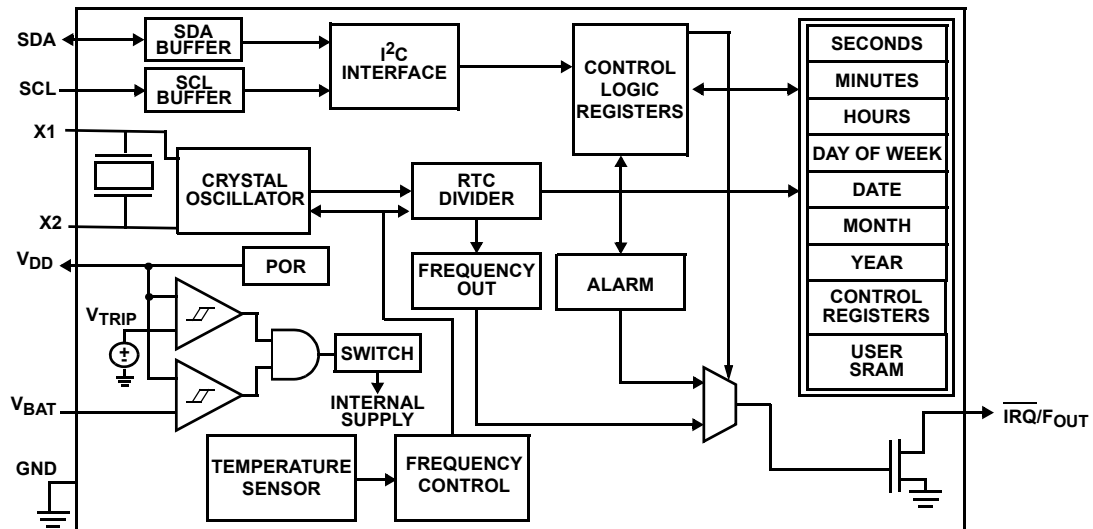 SDA
SDA
BUFFER
SCL
SCL
BUFFER
I²C
INTERFACE
CONTROL
LOGIC
REGISTERS
SECONDS
MINUTES
HOURS
DAY OF WEEK
DATE
MONTH
YEAR
CONTROL
REGISTERS
USER
SRAM
X1
X2
CRYSTAL
OSCILLATOR
RTC
DIVIDER
VDD
POR
FREQUENCY
OUT
ALARM
VTRIP
±
SWITCH
INTERNAL
SUPPLY
VBAT
IRQ/FOUT
GND
TEMPERATURE
SENSOR
FREQUENCY
CONTROL